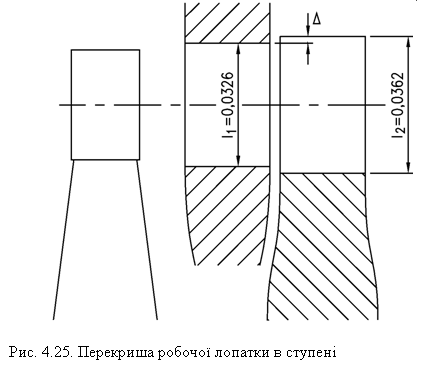 Δ
l₁=0,0326
l₂=0,0362
Рис. 4.25. Перекриша робочої лопатки в ступені